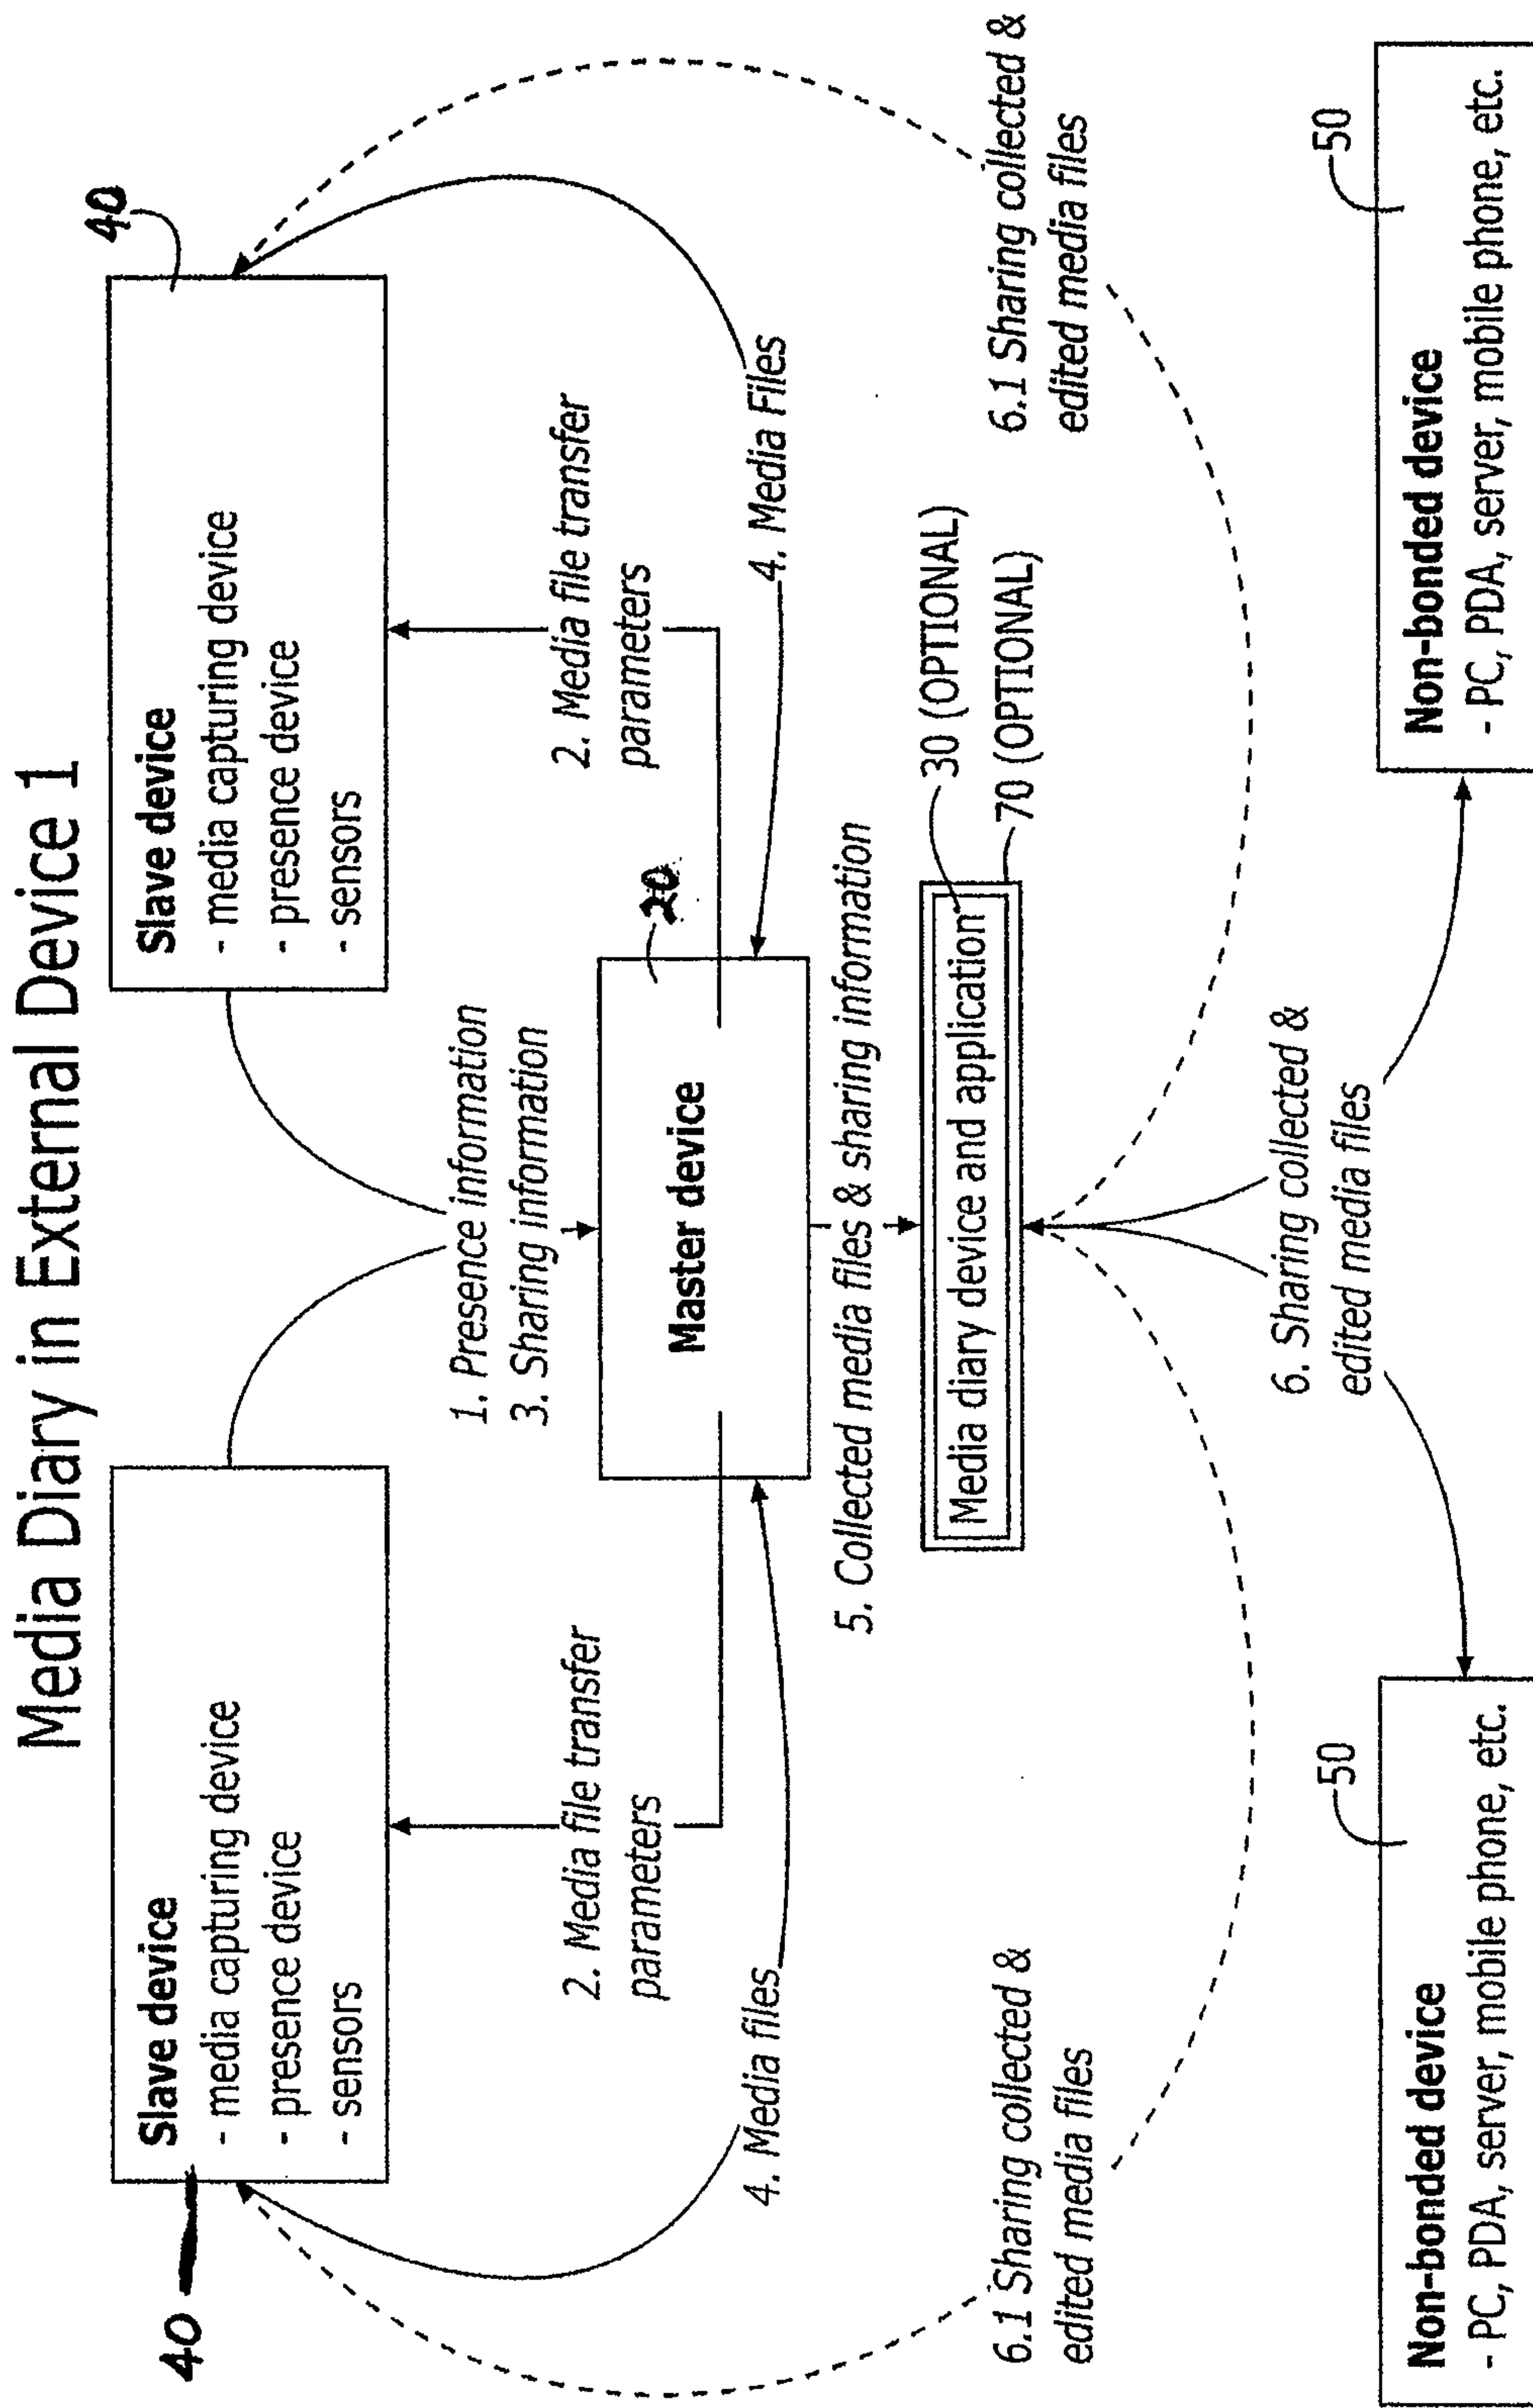 Media Diary in External Device 1
40
Slave device
- media capturing device
- presence device
- sensors
40
Slave device
- media capturing device
- presence device
- sensors
1. Presence information
3. Sharing information
2. Media file transfer
parameters
2. Media file transfer
parameters
20
Master device
4. Media files
4. Media Files
5. Collected media files & sharing information
Media diary device and application
30 (OPTIONAL)
70 (OPTIONAL)
6.1 Sharing collected &
edited media files
6.1 Sharing collected &
edited media files
6. Sharing collected &
edited media files
50
Non-bonded device
- PC, PDA, server, mobile phone, etc.
50
Non-bonded device
- PC, PDA, server, mobile phone, etc.